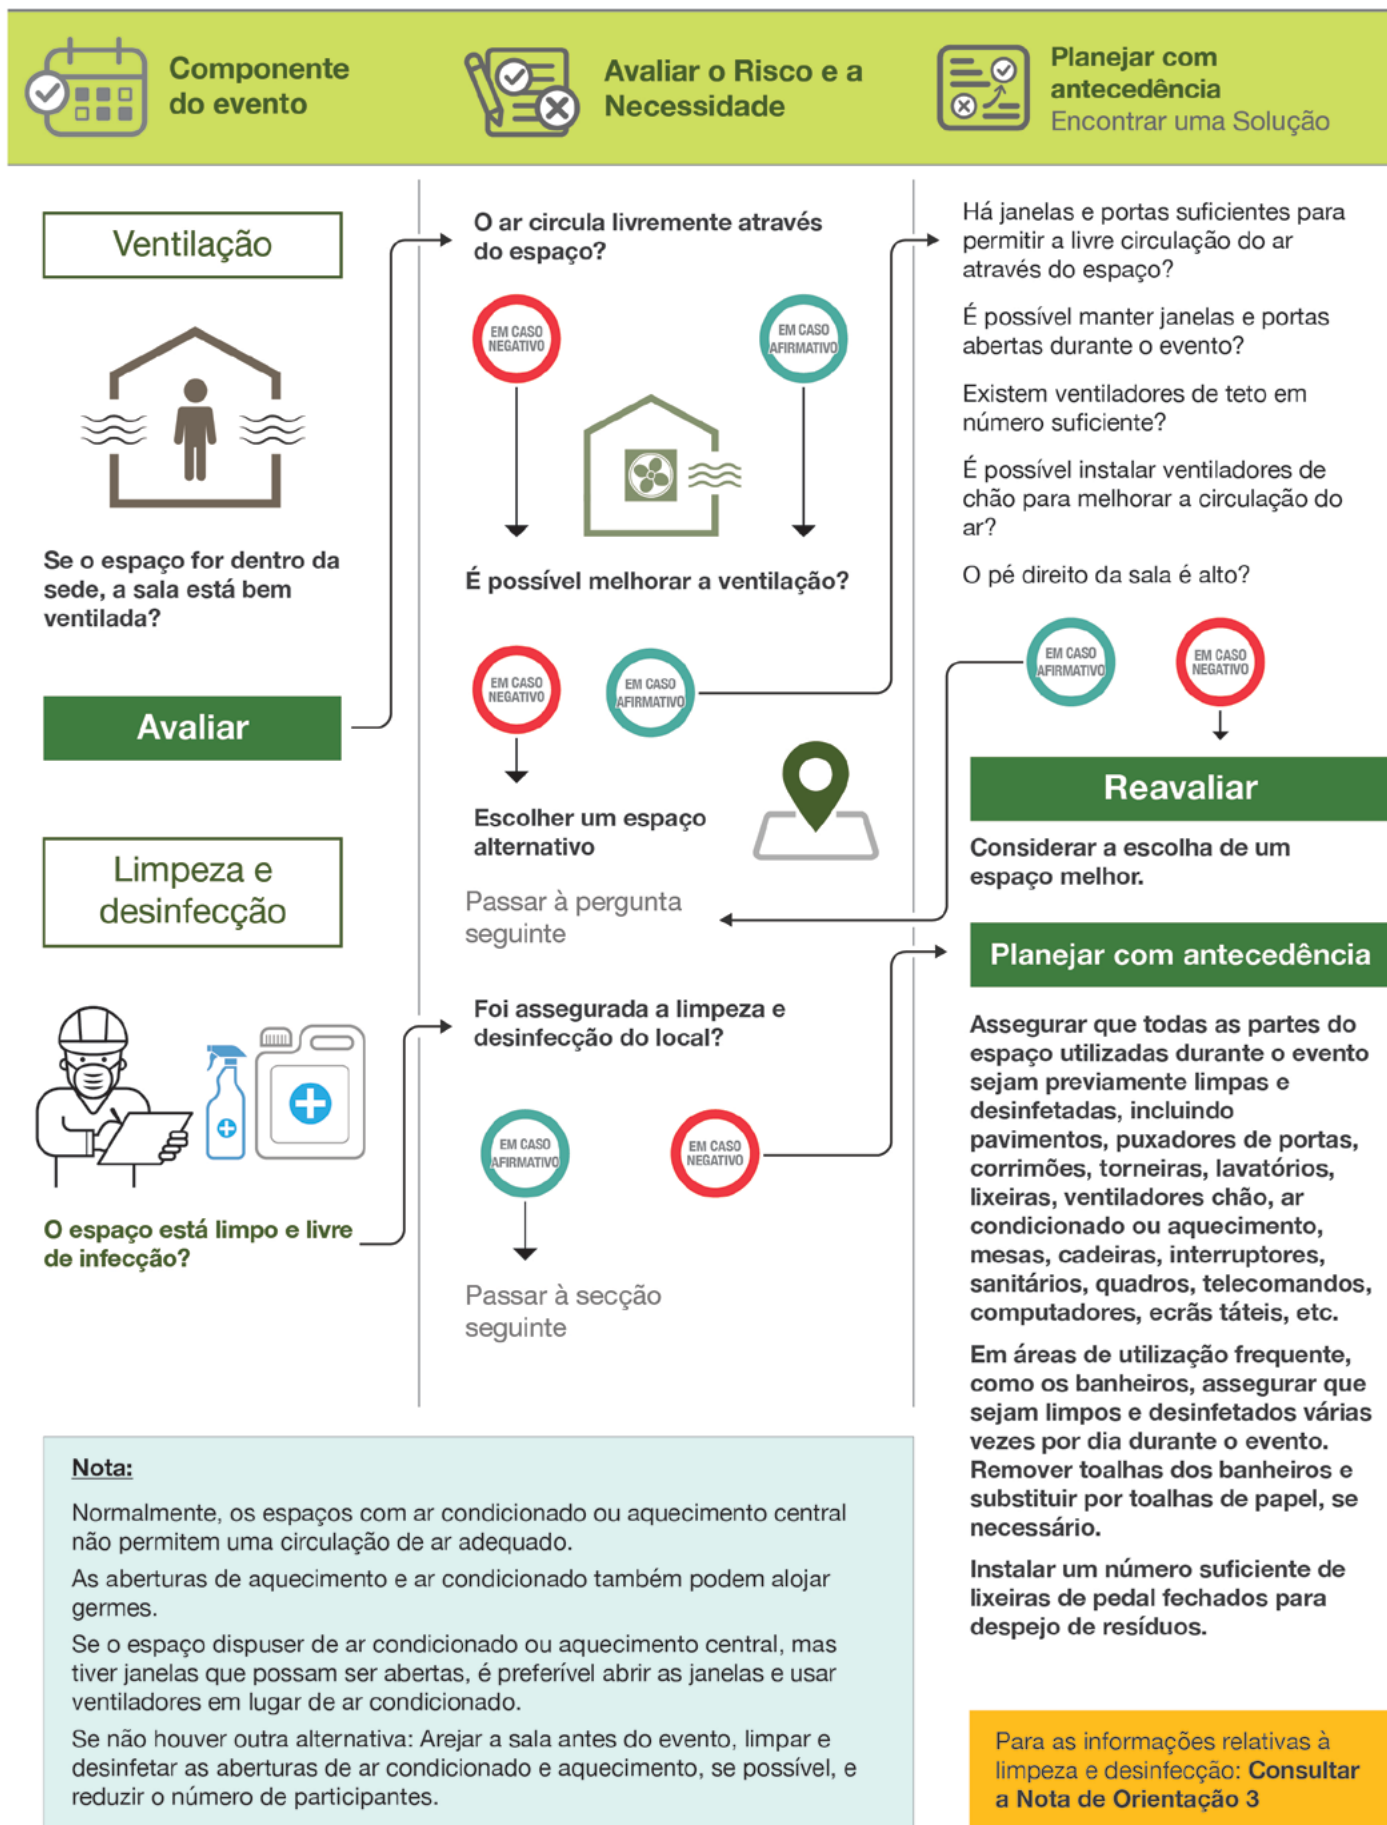 Componente
do evento
Avaliar o Risco e a
Necessidade
Planejar com
antecedência
Encontrar uma Solução
Ventilação
Se o espaço for dentro da
sede, a sala está bem
ventilada?
Avaliar
O ar circula livremente através
do espaço?
EM CASO
NEGATIVO
EM CASO
AFIRMATIVO
É possível melhorar a ventilação?
EM CASO
NEGATIVO
EM CASO
AFIRMATIVO
Escolher um espaço
alternativo
Passar à pergunta
seguinte
Há janelas e portas suficientes para
permitir a livre circulação do ar
através do espaço?
É possível manter janelas e portas
abertas durante o evento?
Existem ventiladores de teto em
número suficiente?
É possível instalar ventiladores de
chão para melhorar a circulação do
ar?
O pé direito da sala é alto?
EM CASO
AFIRMATIVO
EM CASO
NEGATIVO
Reavaliar
Considerar a escolha de um
espaço melhor.
Limpeza e
desinfecção
O espaço está limpo e livre
de infecção?
Foi assegurada a limpeza e
desinfecção do local?
EM CASO
AFIRMATIVO
EM CASO
NEGATIVO
Passar à secção
seguinte
Planejar com antecedência
Assegurar que todas as partes do
espaço utilizadas durante o evento
sejam previamente limpas e
desinfetadas, incluindo
pavimentos, puxadores de portas,
corrimões, torneiras, lavatórios,
lixeiras, ventiladores chão, ar
condicionado ou aquecimento,
mesas, cadeiras, interruptores,
sanitários, quadros, telecomandos,
computadores, ecrãs táteis, etc.
Em áreas de utilização frequente,
como os banheiros, assegurar que
sejam limpos e desinfetados várias
vezes por dia durante o evento.
Remover toalhas dos banheiros e
substituir por toalhas de papel, se
necessário.
Instalar um número suficiente de
lixeiras de pedal fechados para
despejo de resíduos.
Nota:
Normalmente, os espaços com ar condicionado ou aquecimento central
não permitem uma circulação de ar adequado.
As aberturas de aquecimento e ar condicionado também podem alojar
germes.
Se o espaço dispuser de ar condicionado ou aquecimento central, mas
tiver janelas que possam ser abertas, é preferível abrir as janelas e usar
ventiladores em lugar de ar condicionado.
Se não houver outra alternativa: Arejar a sala antes do evento, limpar e
desinfetar as aberturas de ar condicionado e aquecimento, se possível, e
reduzir o número de participantes.
Para as informações relativas à
limpeza e desinfecção: Consultar
a Nota de Orientação 3